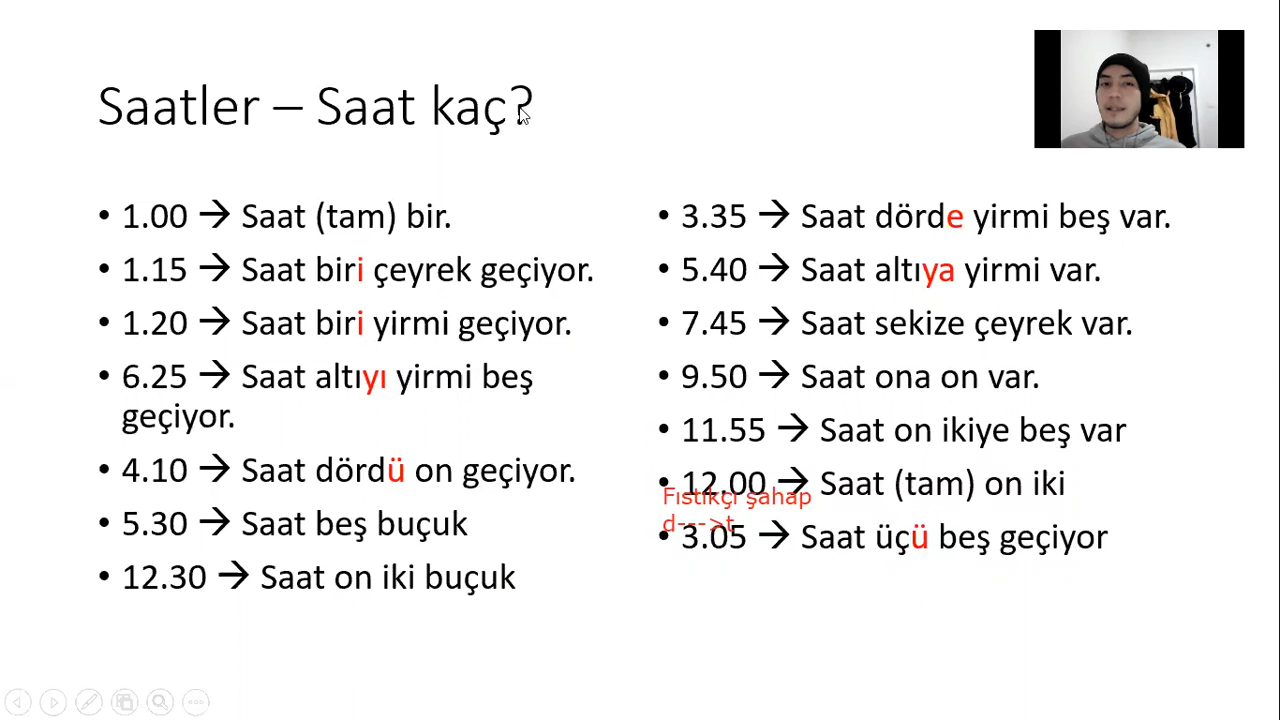 Saatler – Saat kaç?
• 1.00 → Saat (tam) bir.
• 1.15 → Saat biri çeyrek geçiyor.
• 1.20 → Saat biri yirmi geçiyor.
• 6.25 → Saat altıyı yirmi beş
geçiyor.
• 4.10 → Saat dördü on geçiyor.
• 5.30 → Saat beş buçuk
• 12.30 → Saat on iki buçuk
• 3.35 → Saat dörde yirmi beş var.
• 5.40 → Saat altıya yirmi var.
• 7.45 → Saat sekize çeyrek var.
• 9.50 → Saat ona on var.
• 11.55 → Saat on ikiye beş var
• 12.00 → Saat (tam) on iki
Fıstıkçı şahap
d--->t
• 3.05 → Saat üçü beş geçiyor